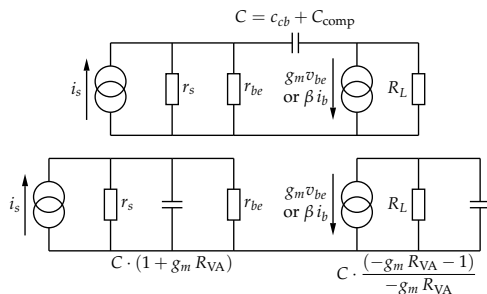 C = c_cb + C_comp
i_s
r_s
r_be
g_m v_be
or β i_b
R_L
i_s
r_s
r_be
g_m v_be
or β i_b
R_L
C · (1 + g_m R_VA)
C · (−g_m R_VA − 1) / −g_m R_VA